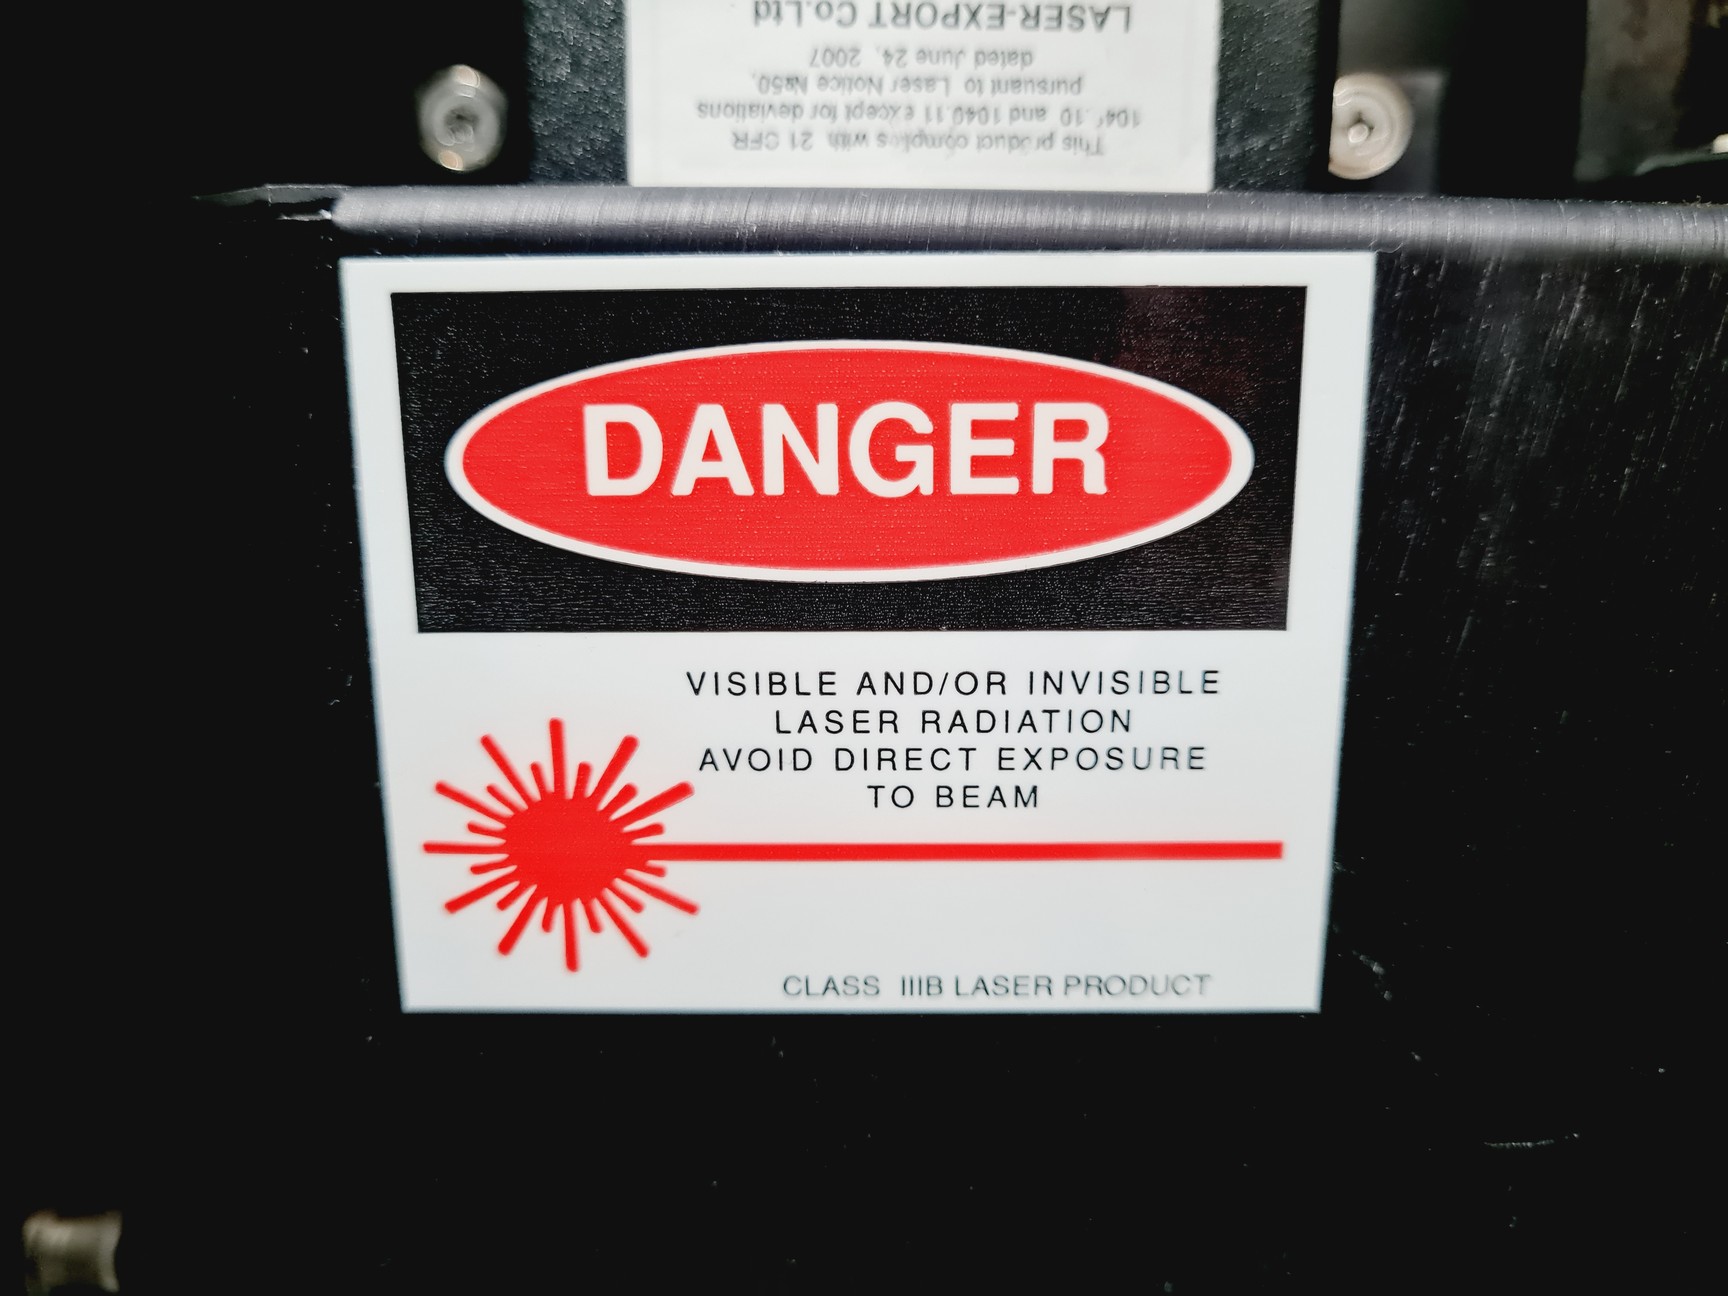 LASER-EXPORT Co.Ltd
dated June 24, 2007
pursuant to Laser Notice №50,
and 1040.11 except for deviations
This product complies with 21 CFR
DANGER
VISIBLE AND/OR INVISIBLE
LASER RADIATION
AVOID DIRECT EXPOSURE
TO BEAM
CLASS IIIB LASER PRODUCT